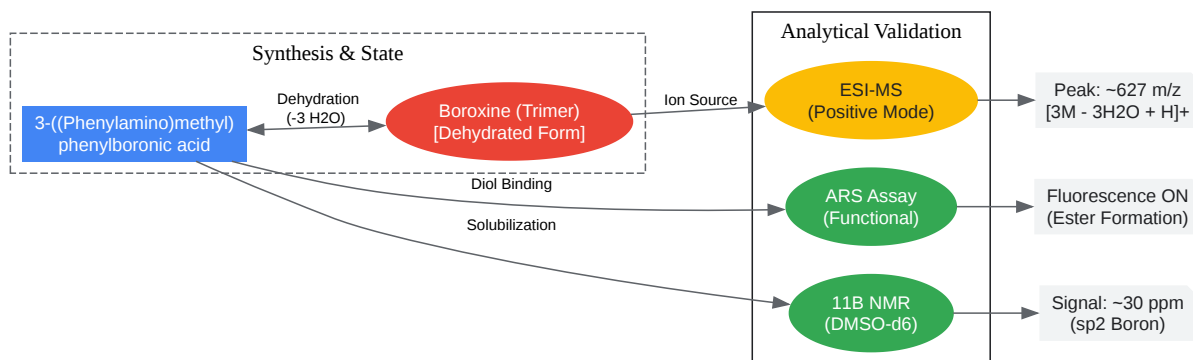 Synthesis & State
Analytical Validation
3-((Phenylamino)methyl)
phenylboronic acid
Dehydration
(-3 H2O)
Boroxine (Trimer)
[Dehydrated Form]
Ion Source
ESI-MS
(Positive Mode)
Peak: ~627 m/z
[3M - 3H2O + H]+
Diol Binding
ARS Assay
(Functional)
Fluorescence ON
(Ester Formation)
Solubilization
11B NMR
(DMSO-d6)
Signal: ~30 ppm
(sp2 Boron)